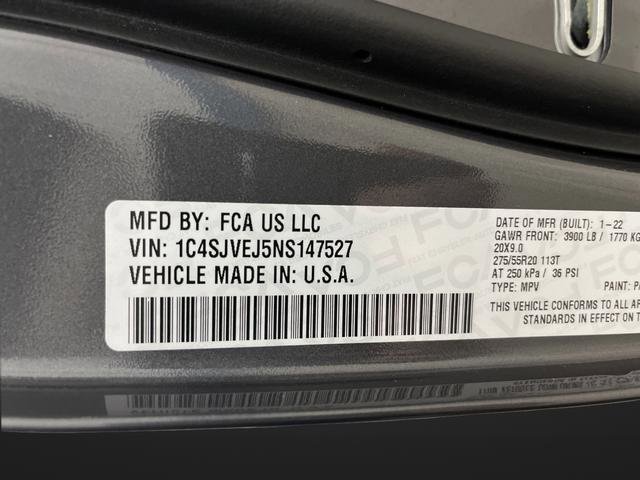 MFD BY: FCA US LLC
VIN: 1C4SJVEJ5NS147527
VEHICLE MADE IN: U.S.A.
DATE OF MFR (BUILT): 1-22
GAWR FRONT: 3900 LB / 1770 KG
20X9.0
275/55R20 113T
AT 250 kPa / 36 PSI
TYPE: MPV PAINT:
THIS VEHICLE CONFORMS TO ALL
STANDARDS IN EFFECT ON